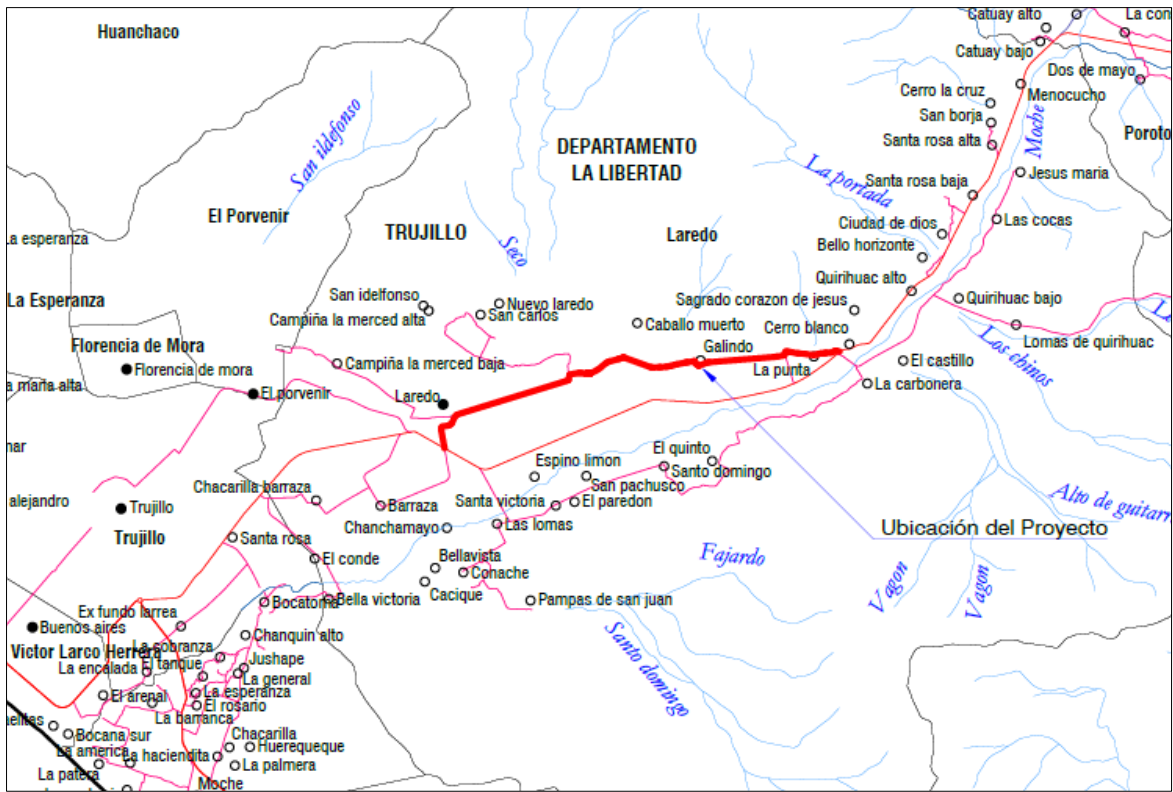 Huanchaco
Catuay alto
La con
Catuay bajo
Dos de mayo
Cerro la cruz
Menocucho
San borja
Moche
Poroto
Santa rosa alta
San ildefonso
DEPARTAMENTO
LA LIBERTAD
La portada
Jesus maria
Santa rosa baja
El Porvenir
La esperanza
TRUJILLO
Seco
Laredo
Ciudad de dios
Las cocas
Bello horizonte
Quirihuac alto
La Esperanza
San idelfonso
Nuevo laredo
Sagrado corazon de jesus
Quirihuac bajo
Campiña la merced alta
San carlos
Caballo muerto
Cerro blanco
Lomas de quirihuac
Florencia de Mora
Galindo
Los chinos
Florencia de mora
Campiña la merced baja
La punta
El castillo
a maria alta
El porvenir
Laredo
La carbonera
nar
El quinto
Espino limon
Santo domingo
San pachusco
Chacarilla barraza
alejandro
Trujillo
Barraza
Santa victoria
El paredon
Alto de guitarr
Trujillo
Santa rosa
Chanchamayo
Las lomas
Ubicación del Proyecto
El conde
Bellavista
Conache
Fajardo
Vagon
Vagon
Cacique
Bocatoma
Bella victoria
Pampas de san juan
Ex fundo larrea
Buenos aires
Chanquin alto
Santo domingo
Victor Larco Herrera
La cobranza
La encalada
El tanque
Jushape
La general
El arenal
La esperanza
El rosario
La barranca
aelitas
Bocana sur
Chacarilla
La america
La haciendita
Huerequeque
La patera
La palmera
Moche